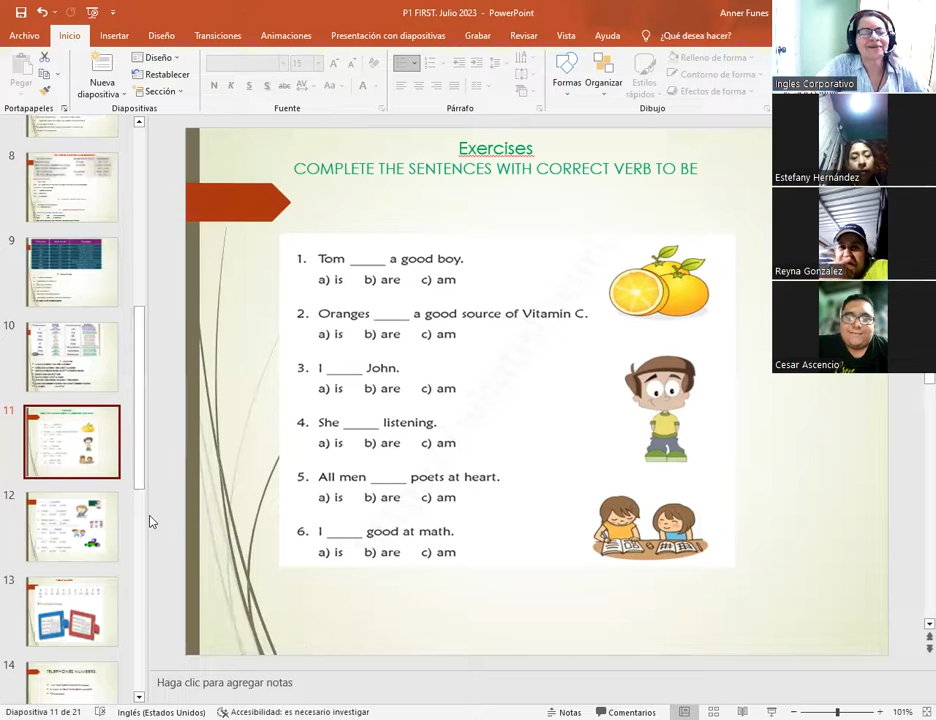 P1 FIRST. Julio 2023 - PowerPoint
Anner Funes
Archivo Inicio Insertar Diseño Transiciones Animaciones Presentación con diapositivas Grabar Revisar Vista Ayuda ¿Qué desea hacer?
Pegar
Nueva diapositiva
Diseño
Restablecer
Sección
15
N K S abc AV Aa A
Formas
Organizar
Estilos rápidos
Relleno de forma
Contorno de forma
Efectos de forma
Portapapeles Diapositivas Fuente Párrafo Dibujo
Ingles Corporativo
Estefany Hernández
Reyna Gonzalez
Cesar Ascencio
8
9
10
11
12
13
14
TELEPHONES NUMBERS
Exercises
COMPLETE THE SENTENCES WITH CORRECT VERB TO BE
1. Tom _____ a good boy.
a) is b) are c) am
2. Oranges _____ a good source of Vitamin C.
a) is b) are c) am
3. I _____ John.
a) is b) are c) am
4. She _____ listening.
a) is b) are c) am
5. All men _____ poets at heart.
a) is b) are c) am
6. I _____ good at math.
a) is b) are c) am
Haga clic para agregar notas
Diapositiva 11 de 21 Inglés (Estados Unidos) Accesibilidad: es necesario investigar Notas Comentarios 101%